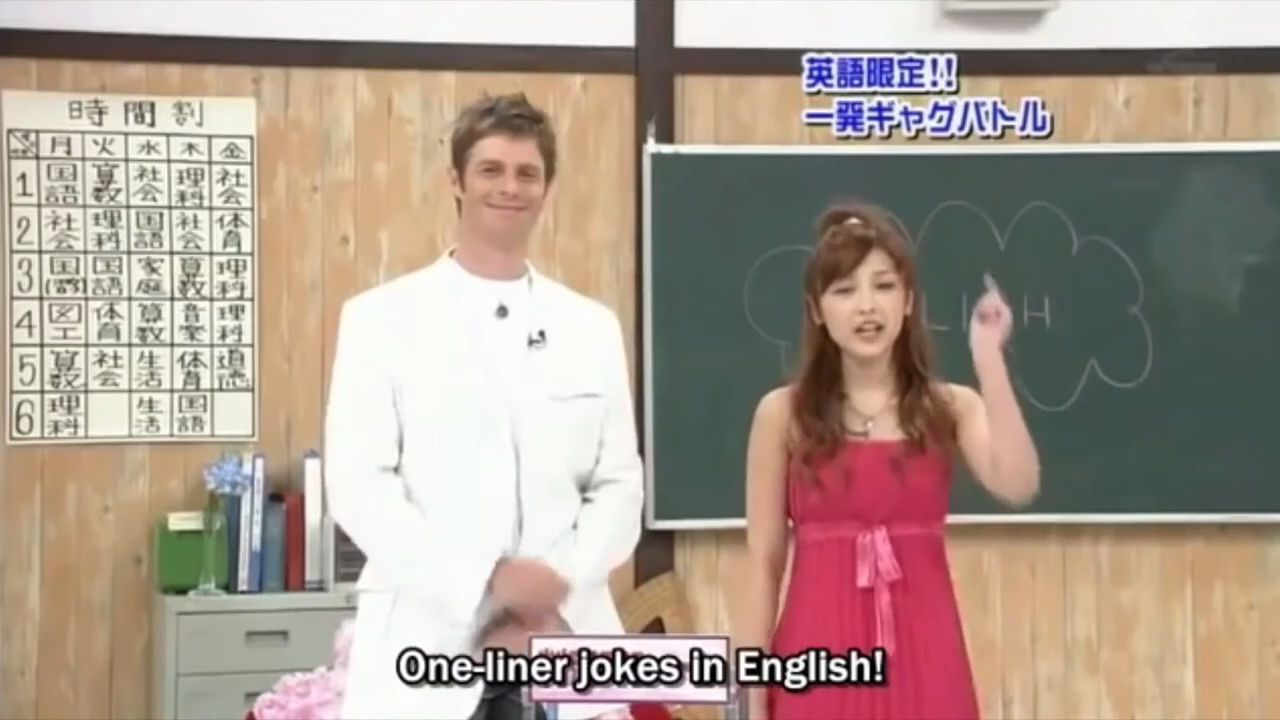 英語限定!!
一発ギャグバトル
時間割
月 火 水 木 金
1 国語 算数 社会 理科 社会
2 社会 理科 国語 社会 体育
3 国 国語 家庭 算数 理科
4 図工 体育 算数 音楽 理科
5 算数 社会 生活 体育 道徳
6 理科 生活 国語
One-liner jokes in English!